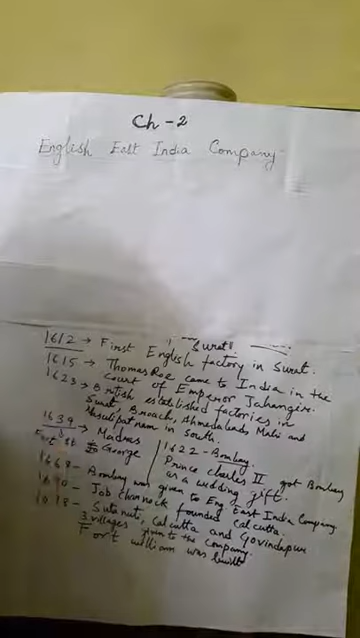 Ch - 2
English East India Company
Surat"
1612 → First English factory in Surat.
1615 → Thomas Roe came to India in the
court of Emperor Jahangir.
1623 → British established factories in
Surat, Broach, Ahmedabad, and
Masulipatnam in South.
1639 → Madras
Fort St George
1622 - Bombay.
Prince Charles II got Bombay
as a wedding gift.
- Bombay was given to Eng. East India Company
1690 - Job Charnock founded Calcutta.
- Sutanuti, Calcutta and Govindapur
3 villages given to the company.
Fort William was built